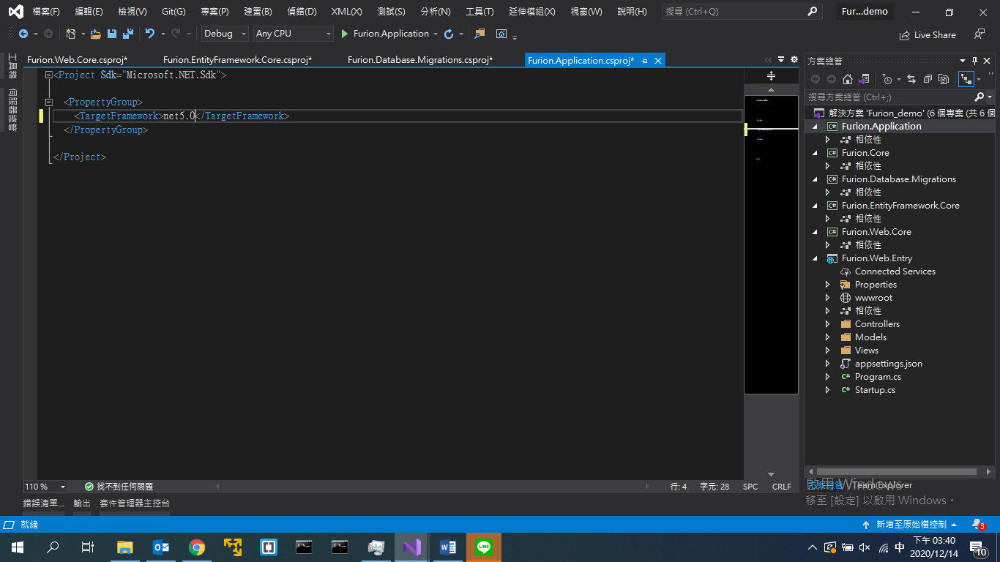 檔案(F) 編輯(E) 檢視(V) Git(G) 專案(P) 建置(B) 偵錯(D) XML(X) 測試(S) 分析(N) 工具(T) 延伸模組(X) 視窗(W) 說明(H) 搜尋 (Ctrl+Q) Fur...demo
Debug Any CPU Furion.Application Live Share
工具箱
伺服器總管
Furion.Web.Core.csproj* Furion.EntityFramework.Core.csproj* Furion.Database.Migrations.csproj* Furion.Application.csproj*
<Project Sdk="Microsoft.NET.Sdk">
<PropertyGroup>
<TargetFramework>net5.0</TargetFramework>
</PropertyGroup>
</Project>
110 % 找不到任何問題 行: 4 字元: 28 SPC CRLF
錯誤清單... 輸出 套件管理器主控台
方案總管
搜尋方案總管 (Ctrl+;)
解決方案 'Furion_demo' (6 個專案 (共 6 個
Furion.Application
相依性
Furion.Core
相依性
Furion.Database.Migrations
相依性
Furion.EntityFramework.Core
相依性
Furion.Web.Core
相依性
Furion.Web.Entry
Connected Services
Properties
wwwroot
相依性
Controllers
Models
Views
appsettings.json
Program.cs
Startup.cs
Team Explorer
啟用 Windows
移至 [設定] 以啟用 Windows。
就緒 新增至原始檔控制 3
中 下午 03:40
2020/12/14 10